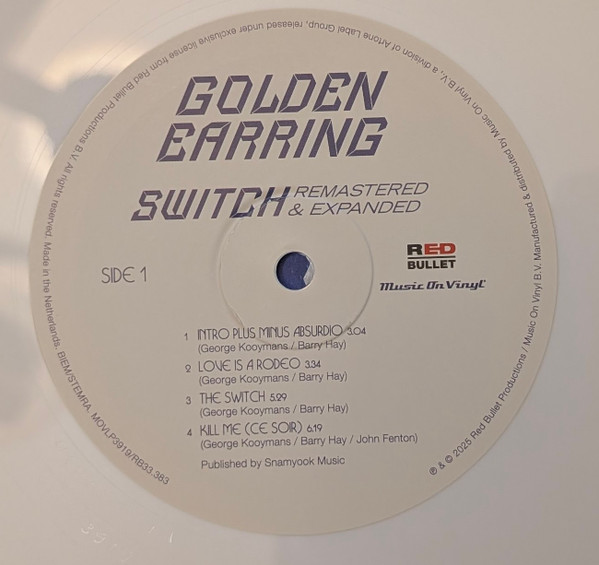 GOLDEN
EARRING
SWITCH REMASTERED
& EXPANDED
SIDE 1
RED
BULLET
Music On Vinyl
1 INTRO PLUS MINUS ABSURDIO 3.04
(George Kooymans / Barry Hay)
2 LOVE IS A RODEO 3.34
(George Kooymans / Barry Hay)
3 THE SWITCH 5.29
(George Kooymans / Barry Hay)
4 KILL ME (CE SOIR) 6.19
(George Kooymans / Barry Hay / John Fenton)
Published by Snamyook Music
℗ & © 2025 Red Bullet Productions / Music On Vinyl B.V. Manufactured & distributed by Music On Vinyl B.V., a division of Artone Label Group, released under exclusive license from Red Bullet Productions B.V. All rights reserved. Made in the Netherlands. BIEM/STEMRA. MOVLP3919/RB33.383